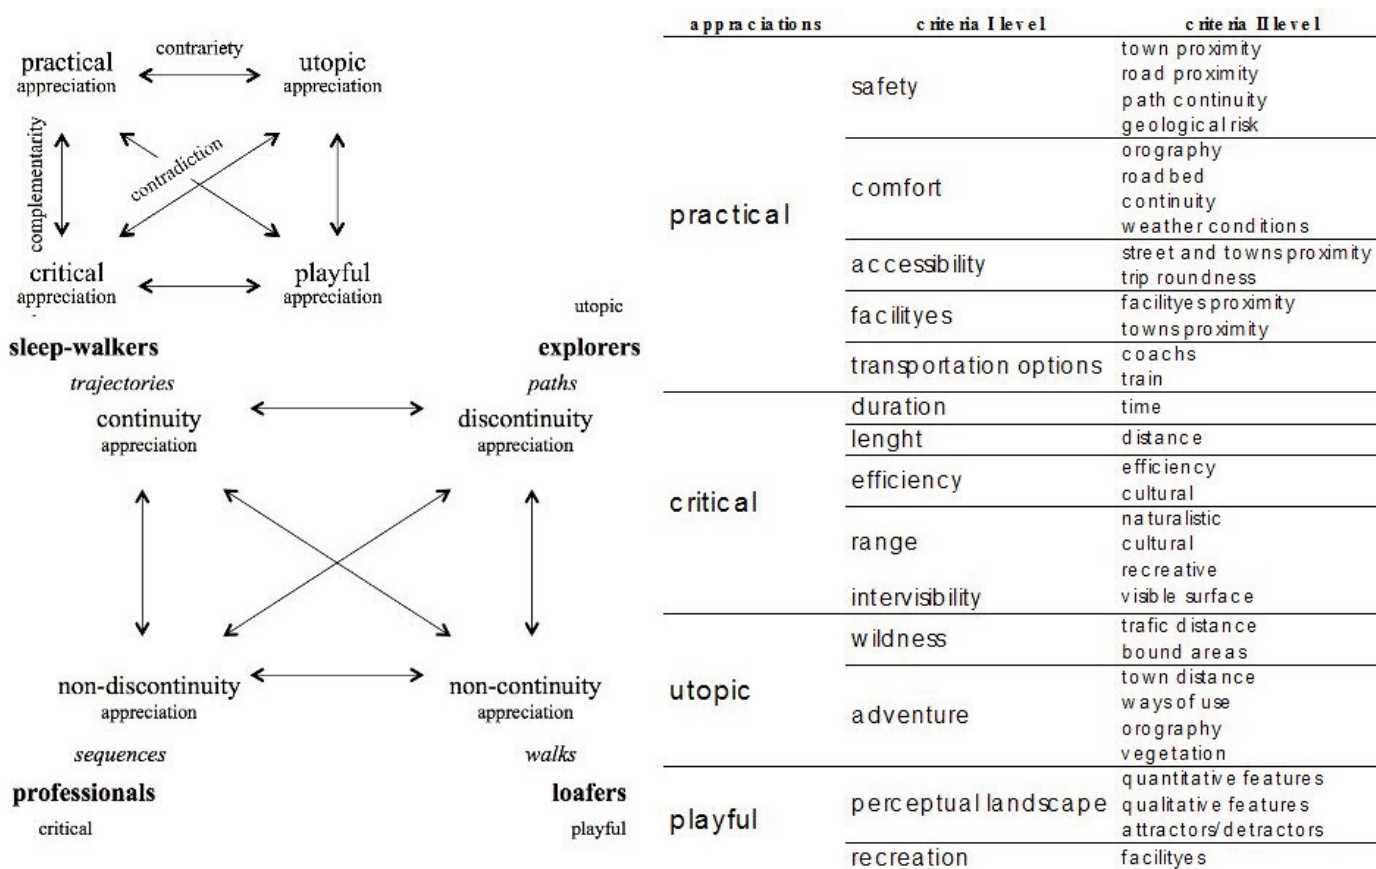 contrariety
practical
appreciation
utopic
appreciation
complementarity
contradiction
critical
appreciation
playful
appreciation
utopic
sleep-walkers
explorers
trajectories
paths
continuity
appreciation
discontinuity
appreciation
non-discontinuity
appreciation
non-continuity
appreciation
sequences
walks
professionals
loafers
critical
playful
appraciations criteria I level criteria II level
practical
safety
town proximity
road proximity
path continuity
geological risk
comfort
orography
road bed
continuity
weather conditions
accessibility
street and towns proximity
trip roundness
facilityes
facilityes proximity
towns proximity
transportation options
coachs
train
critical
duration
time
lenght
distance
efficiency
efficiency
cultural
range
naturalistic
cultural
recreative
intervisibility
visible surface
utopic
wildness
trafic distance
bound areas
adventure
town distance
ways of use
orography
vegetation
playful
perceptual landscape
quantitative features
qualitative features
attractors/detractors
recreation
facilityes